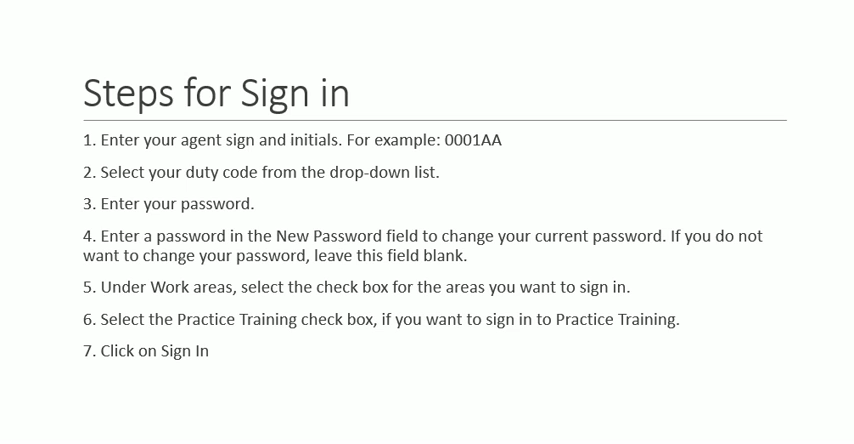 Steps for Sign in
1. Enter your agent sign and initials. For example: 0001AA
2. Select your duty code from the drop-down list.
3. Enter your password.
4. Enter a password in the New Password field to change your current password. If you do not
want to change your password, leave this field blank.
5. Under Work areas, select the check box for the areas you want to sign in.
6. Select the Practice Training check box, if you want to sign in to Practice Training.
7. Click on Sign In